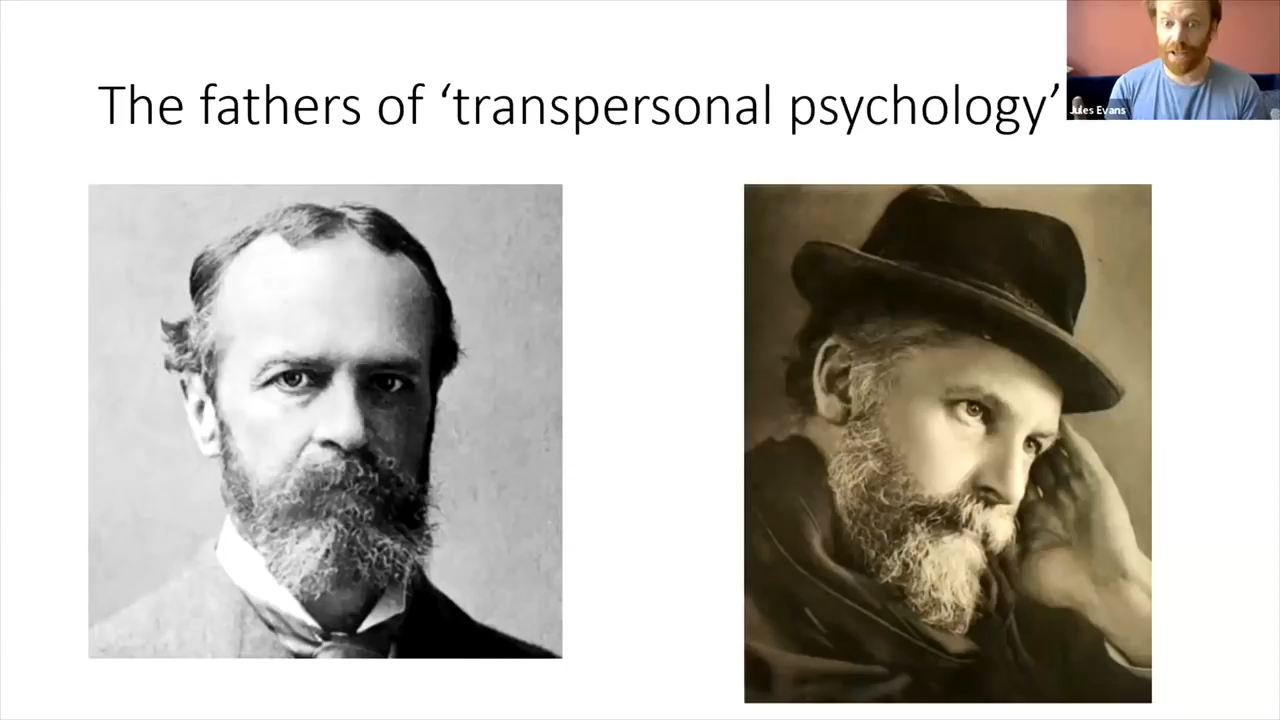 The fathers of ‘transpersonal psychology’
Jules Evans